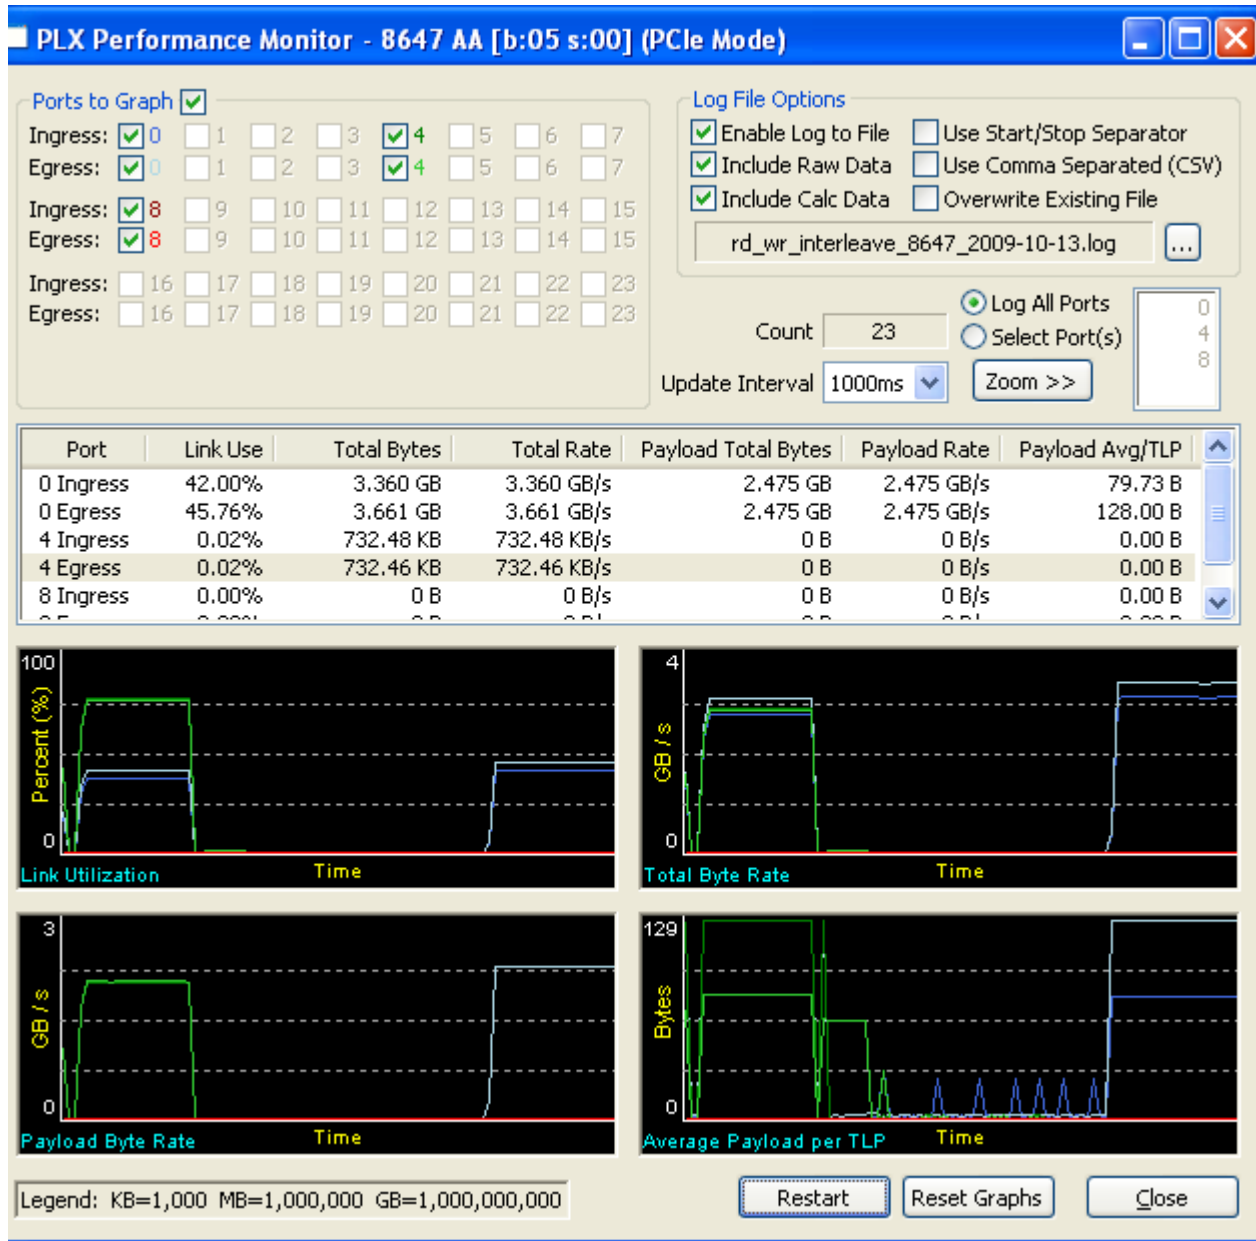 PLX Performance Monitor - 8647 AA [b:05 s:00] (PCIe Mode)
Ports to Graph
Ingress: 0 1 2 3 4 5 6 7
Egress: 0 1 2 3 4 5 6 7
Ingress: 8 9 10 11 12 13 14 15
Egress: 8 9 10 11 12 13 14 15
Ingress: 16 17 18 19 20 21 22 23
Egress: 16 17 18 19 20 21 22 23
Log File Options
Enable Log to File Use Start/Stop Separator
Include Raw Data Use Comma Separated (CSV)
Include Calc Data Overwrite Existing File
rd_wr_interleave_8647_2009-10-13.log ...
Count 23
Log All Ports
Select Port(s)
0
4
8
Update Interval 1000ms Zoom >>
Port Link Use Total Bytes Total Rate Payload Total Bytes Payload Rate Payload Avg/TLP
0 Ingress 42.00% 3.360 GB 3.360 GB/s 2.475 GB 2.475 GB/s 79.73 B
0 Egress 45.76% 3.661 GB 3.661 GB/s 2.475 GB 2.475 GB/s 128.00 B
4 Ingress 0.02% 732.48 KB 732.48 KB/s 0 B 0 B/s 0.00 B
4 Egress 0.02% 732.46 KB 732.46 KB/s 0 B 0 B/s 0.00 B
8 Ingress 0.00% 0 B 0 B/s 0 B 0 B/s 0.00 B
100
Percent (%)
0
Time
Link Utilization
4
GB / s
0
Time
Total Byte Rate
3
GB / s
0
Time
Payload Byte Rate
129
Bytes
0
Time
Average Payload per TLP
Legend: KB=1,000 MB=1,000,000 GB=1,000,000,000
Restart Reset Graphs Close